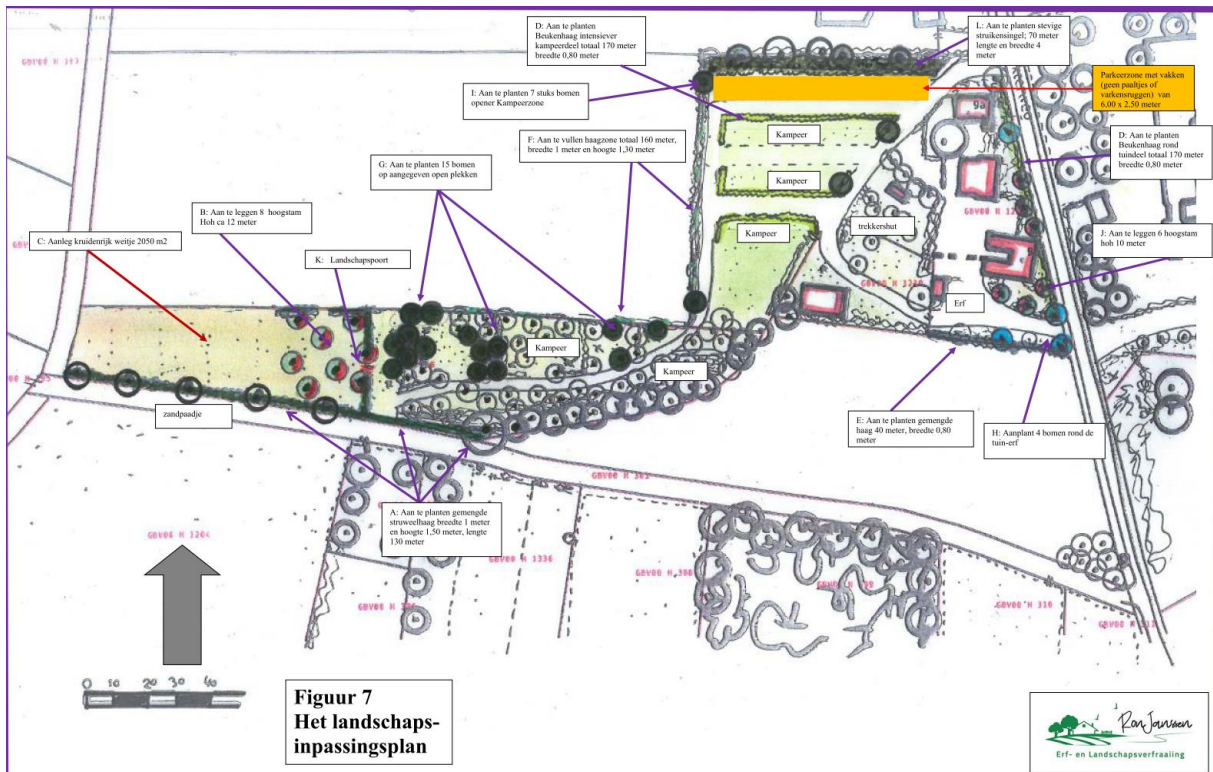 D: Aan te planten
Beukenhaag intensiever
kampeerdeel totaal 170 meter
breedte 0,80 meter
L: Aan te planten stevige
struikensingel; 70 meter
lengte en breedte 4
meter
I: Aan te planten 7 stuks bomen
opener Kampeerzone
Parkeerzone met vakken
(geen paaltjes of
varkensruggen) van
6.00 x 2.50 meter
F: Aan te vullen haagzone totaal 160 meter,
breedte 1 meter en hoogte 1,30 meter
Kampeer
D: Aan te planten
Beukenhaag rond
tuindeel totaal 170 meter
breedte 0,80 meter
G: Aan te planten 15 bomen
op aangegeven open plekken
Kampeer
B: Aan te leggen 8 hoogstam
Hoh ca 12 meter
C: Aanleg kruidenrijk weitje 2050 m2
K: Landschapspoort
Kampeer
trekkershut
J: Aan te leggen 6 hoogstam
hoh 10 meter
Erf
Kampeer
Kampeer
zandpaadje
E: Aan te planten gemengde
haag 40 meter, breedte 0,80
meter
H: Aanplant 4 bomen rond de
tuin-erf
A: Aan te planten gemengde
struweelhaag breedte 1 meter
en hoogte 1,50 meter, lengte
130 meter
GBV00 H 1204
GBV00 H 1336
GBV00 H 310
0 10 20 30 40
Figuur 7
Het landschaps-
inpassingsplan
Ron Janssen
Erf- en Landschapsverfraaiing